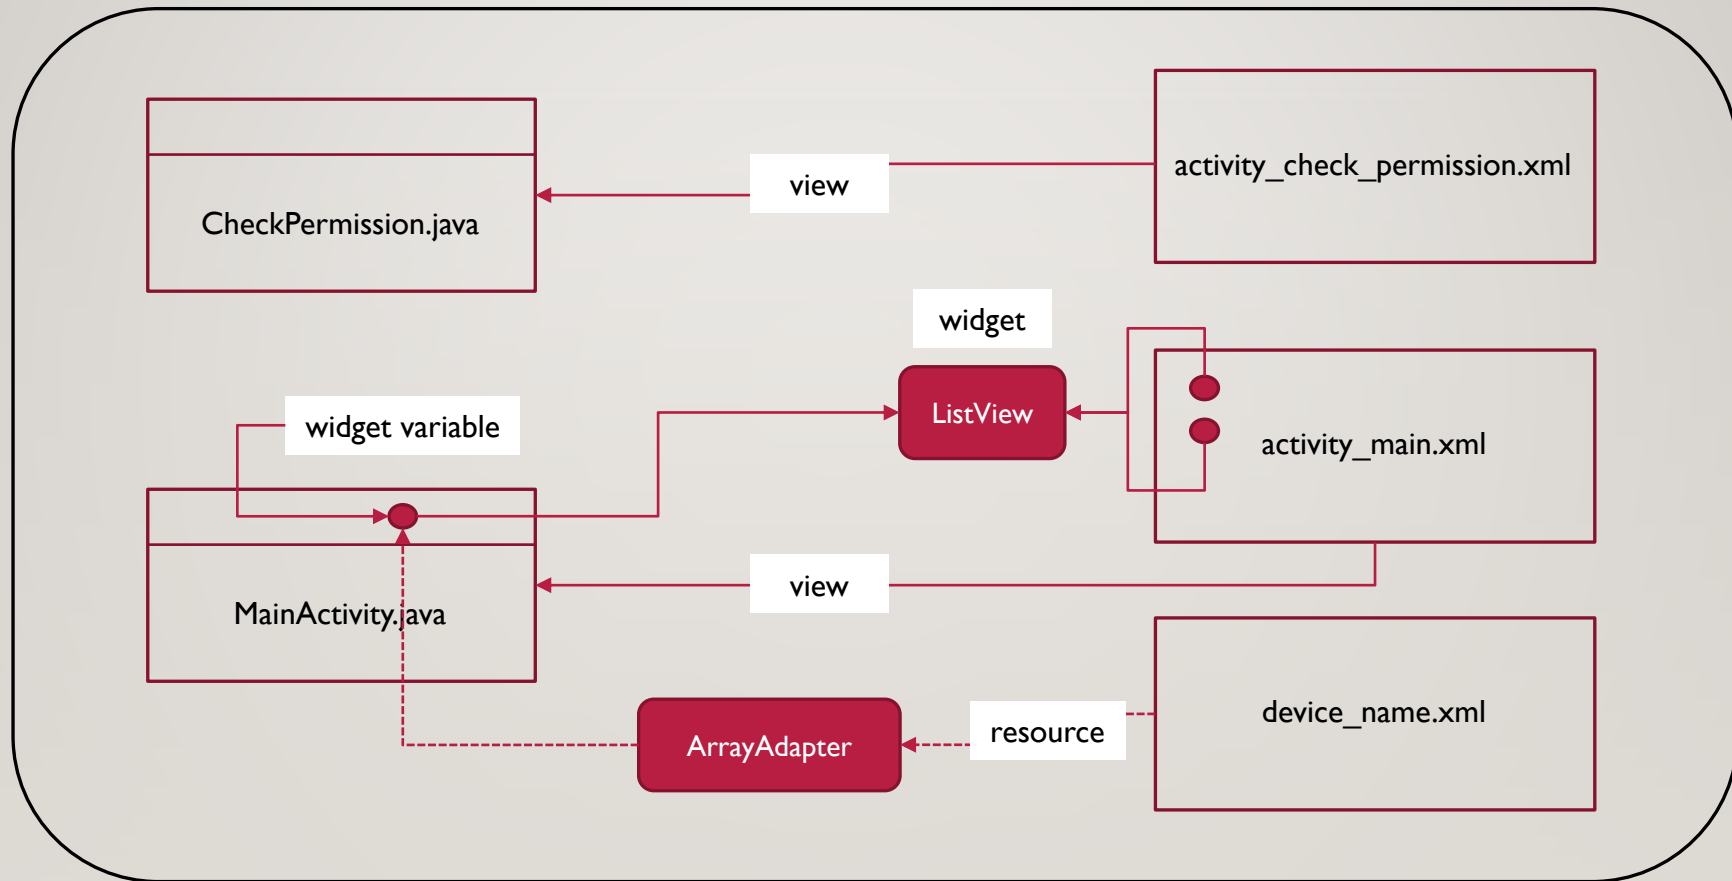 activity_check_permission.xml
view
CheckPermission.java
widget
ListView
widget variable
activity_main.xml
view
MainActivity.java
device_name.xml
resource
ArrayAdapter